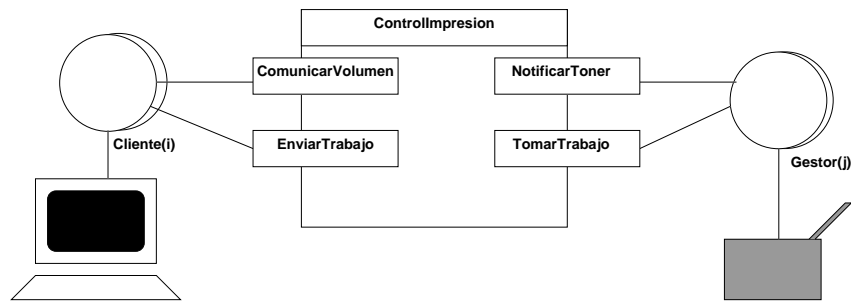 ControlImpresion
ComunicarVolumen
NotificarToner
EnviarTrabajo
TomarTrabajo
Cliente(i)
Gestor(j)